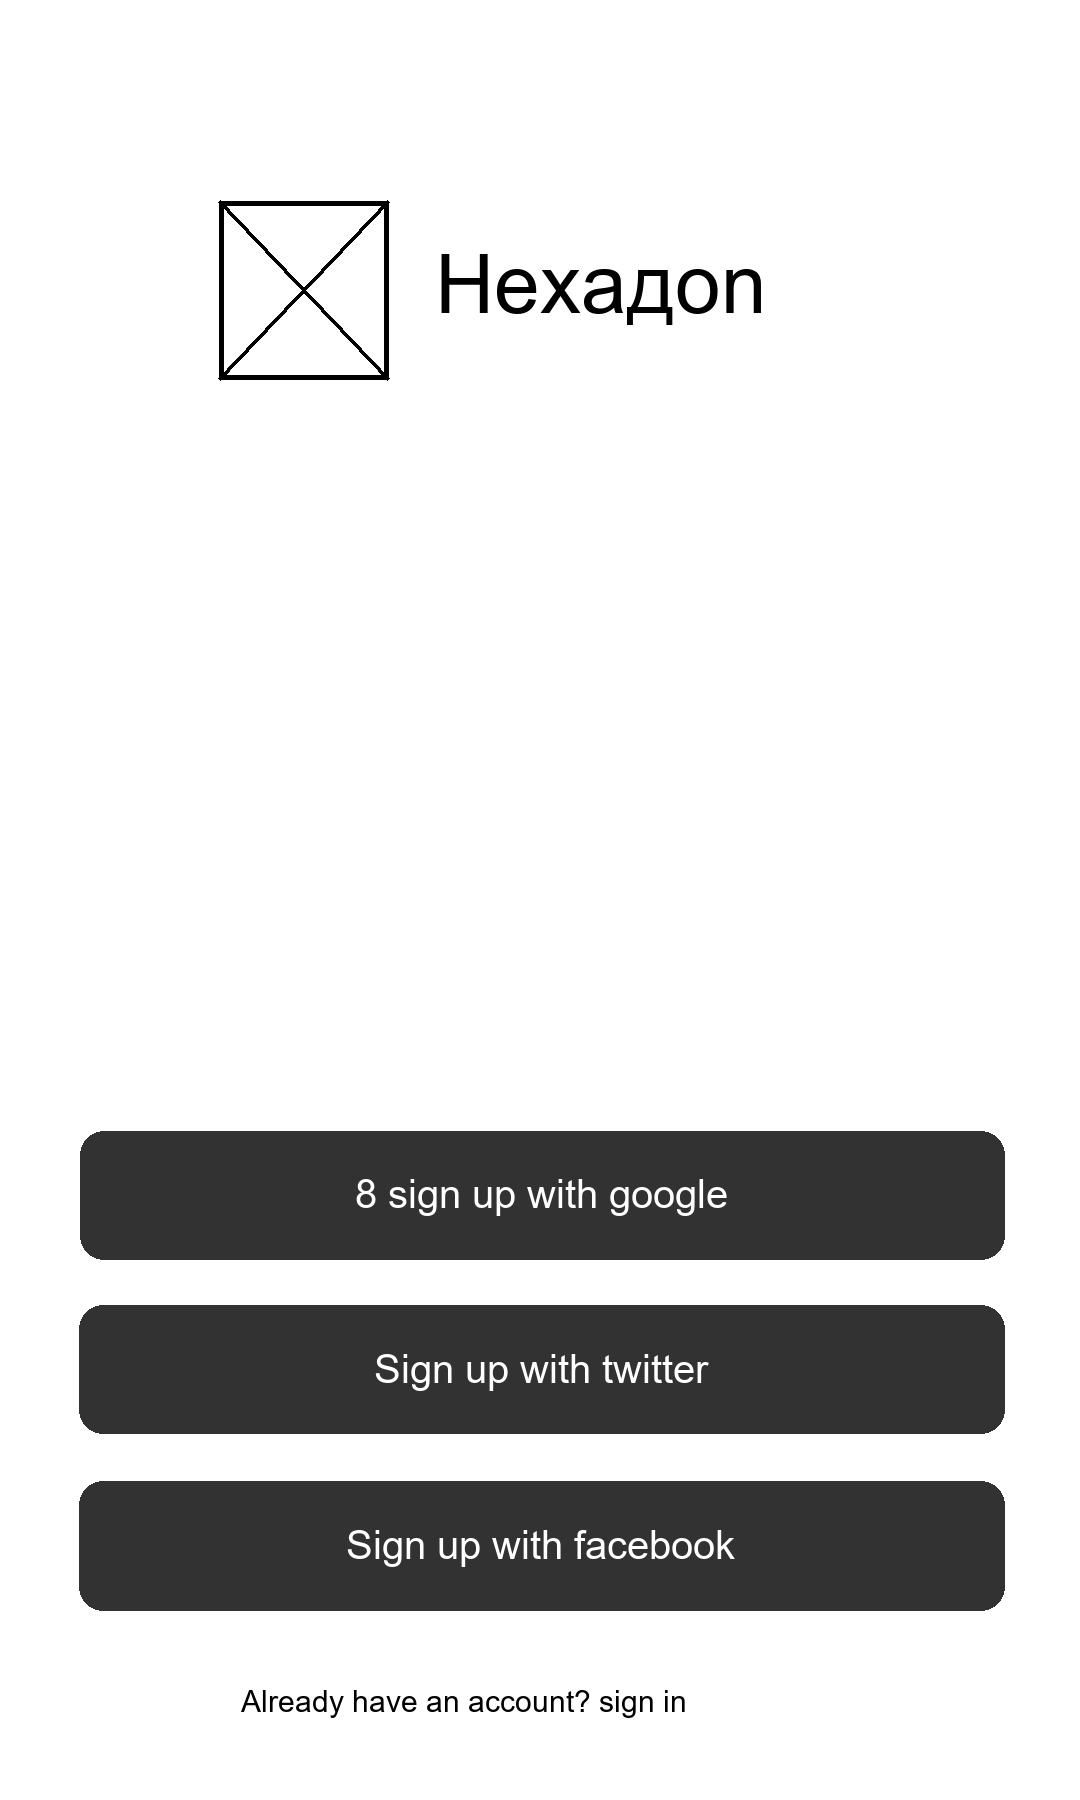 Hexaдon
8 sign up with google
Sign up with twitter
Sign up with facebook
Already have an account? sign in